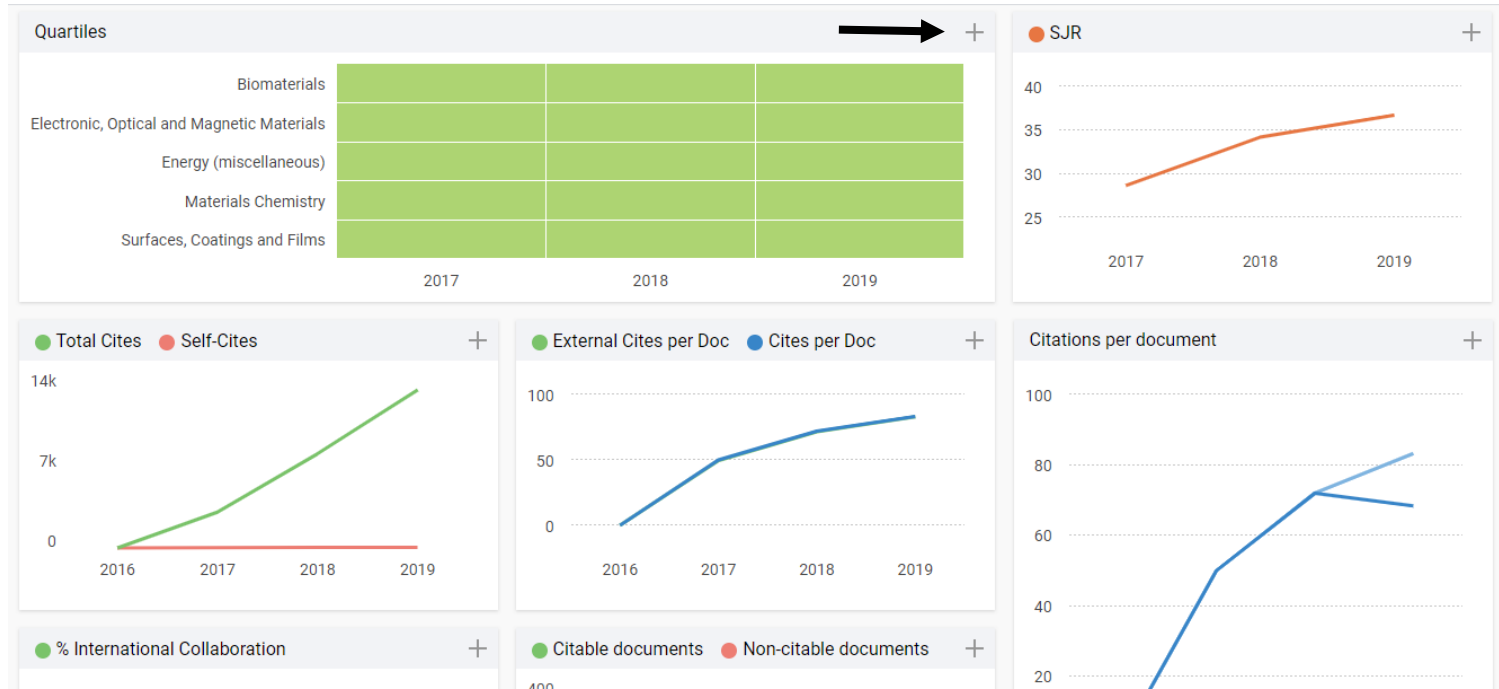 Quartiles
Biomaterials
Electronic, Optical and Magnetic Materials
Energy (miscellaneous)
Materials Chemistry
Surfaces, Coatings and Films
2017 2018 2019
SJR
40
35
30
25
2017 2018 2019
Total Cites Self-Cites
14k
7k
0
2016 2017 2018 2019
External Cites per Doc Cites per Doc
100
50
0
2016 2017 2018 2019
Citations per document
100
80
60
40
20
% International Collaboration
Citable documents Non-citable documents
400